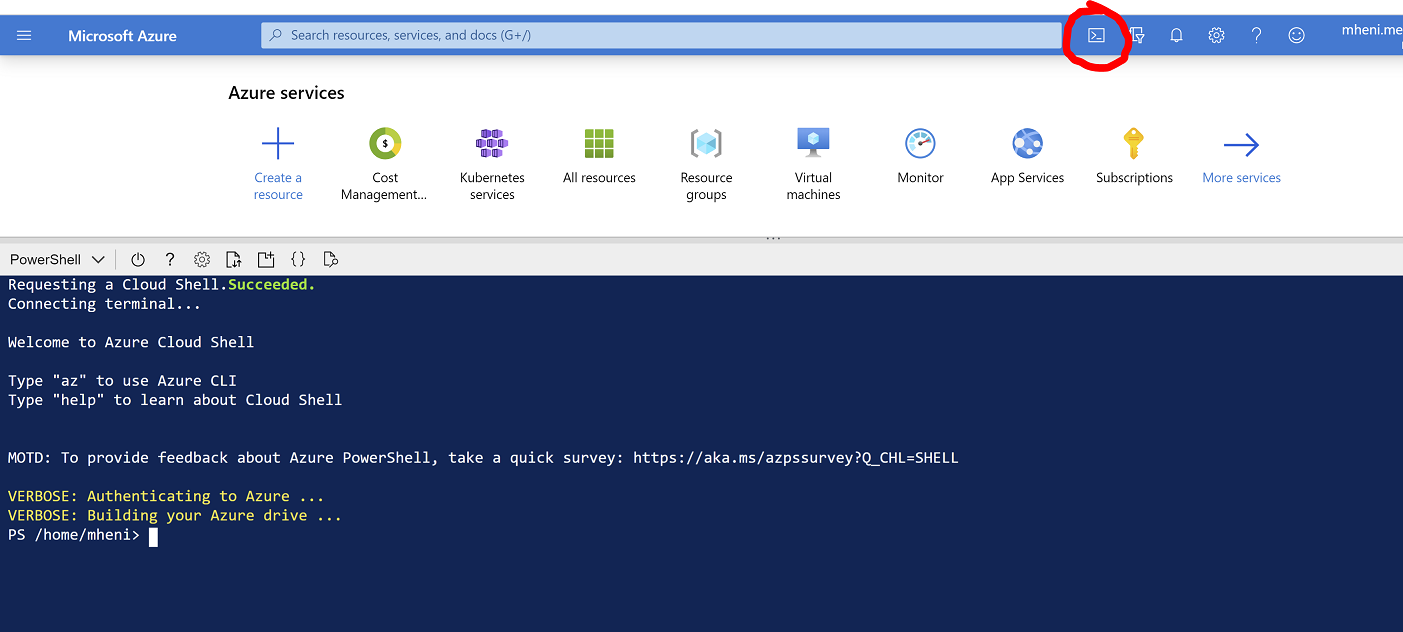 Microsoft Azure
Search resources, services, and docs (G+/)
mheni.me
Azure services
Create a
resource
Cost
Management...
Kubernetes
services
All resources
Resource
groups
Virtual
machines
Monitor
App Services
Subscriptions
More services
PowerShell
Requesting a Cloud Shell.Succeeded.
Connecting terminal...
Welcome to Azure Cloud Shell
Type "az" to use Azure CLI
Type "help" to learn about Cloud Shell
MOTD: To provide feedback about Azure PowerShell, take a quick survey: https://aka.ms/azpssurvey?Q_CHL=SHELL
VERBOSE: Authenticating to Azure ...
VERBOSE: Building your Azure drive ...
PS /home/mheni>